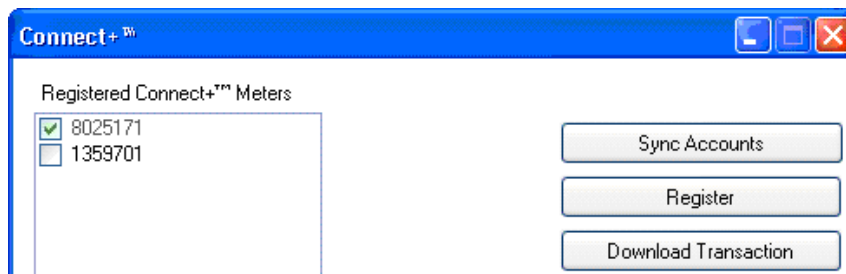 Connect+™
Registered Connect+™ Meters
8025171
1359701
Sync Accounts
Register
Download Transaction